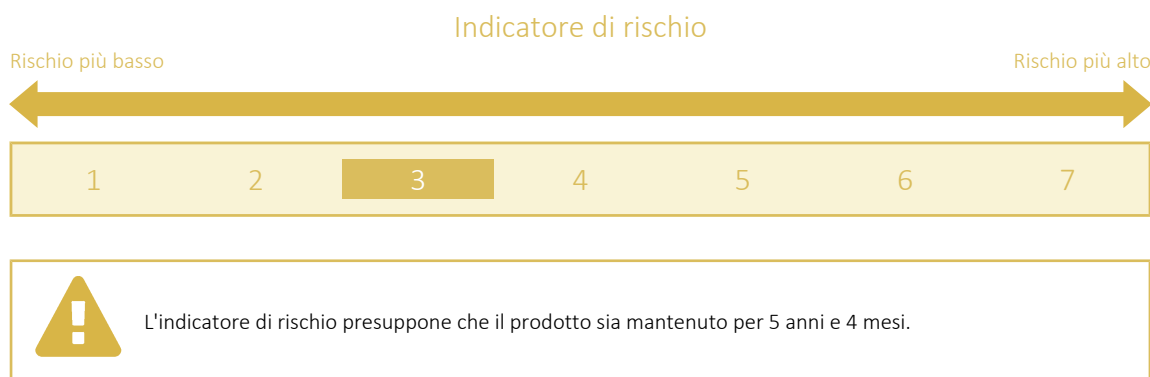 Indicatore di rischio
Rischio più basso
Rischio più alto
1 2 3 4 5 6 7
L'indicatore di rischio presuppone che il prodotto sia mantenuto per 5 anni e 4 mesi.